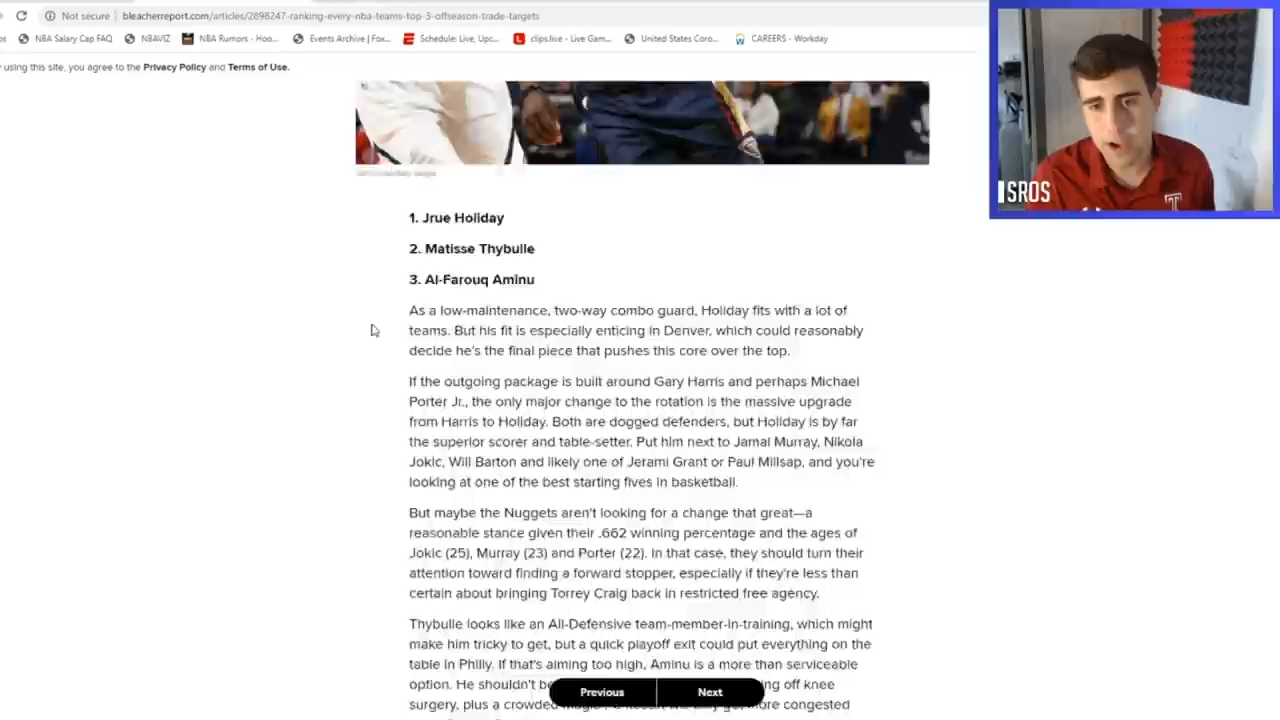 Not secure | bleacherreport.com/articles/2898247-ranking-every-nba-teams-top-3-offseason-trade-targets
NBA Salary Cap FAQ NBAVIZ NBA Rumors - Hoo... Events Archive | Fox... Schedule: Live, Upc... clips.live - Live Gam... United States Coro... CAREERS - Workday
using this site, you agree to the Privacy Policy and Terms of Use.
SROS
T
1. Jrue Holiday
2. Matisse Thybulle
3. Al-Farouq Aminu
As a low-maintenance, two-way combo guard, Holiday fits with a lot of
teams. But his fit is especially enticing in Denver, which could reasonably
decide he's the final piece that pushes this core over the top.
If the outgoing package is built around Gary Harris and perhaps Michael
Porter Jr., the only major change to the rotation is the massive upgrade
from Harris to Holiday. Both are dogged defenders, but Holiday is by far
the superior scorer and table-setter. Put him next to Jamal Murray, Nikola
Jokic, Will Barton and likely one of Jerami Grant or Paul Millsap, and you're
looking at one of the best starting fives in basketball.
But maybe the Nuggets aren't looking for a change that great—a
reasonable stance given their .662 winning percentage and the ages of
Jokic (25), Murray (23) and Porter (22). In that case, they should turn their
attention toward finding a forward stopper, especially if they're less than
certain about bringing Torrey Craig back in restricted free agency.
Thybulle looks like an All-Defensive team-member-in-training, which might
make him tricky to get, but a quick playoff exit could put everything on the
table in Philly. If that's aiming too high, Aminu is a more than serviceable
option. He shouldn't be off knee
Previous Next
surgery, plus a crowded more congested